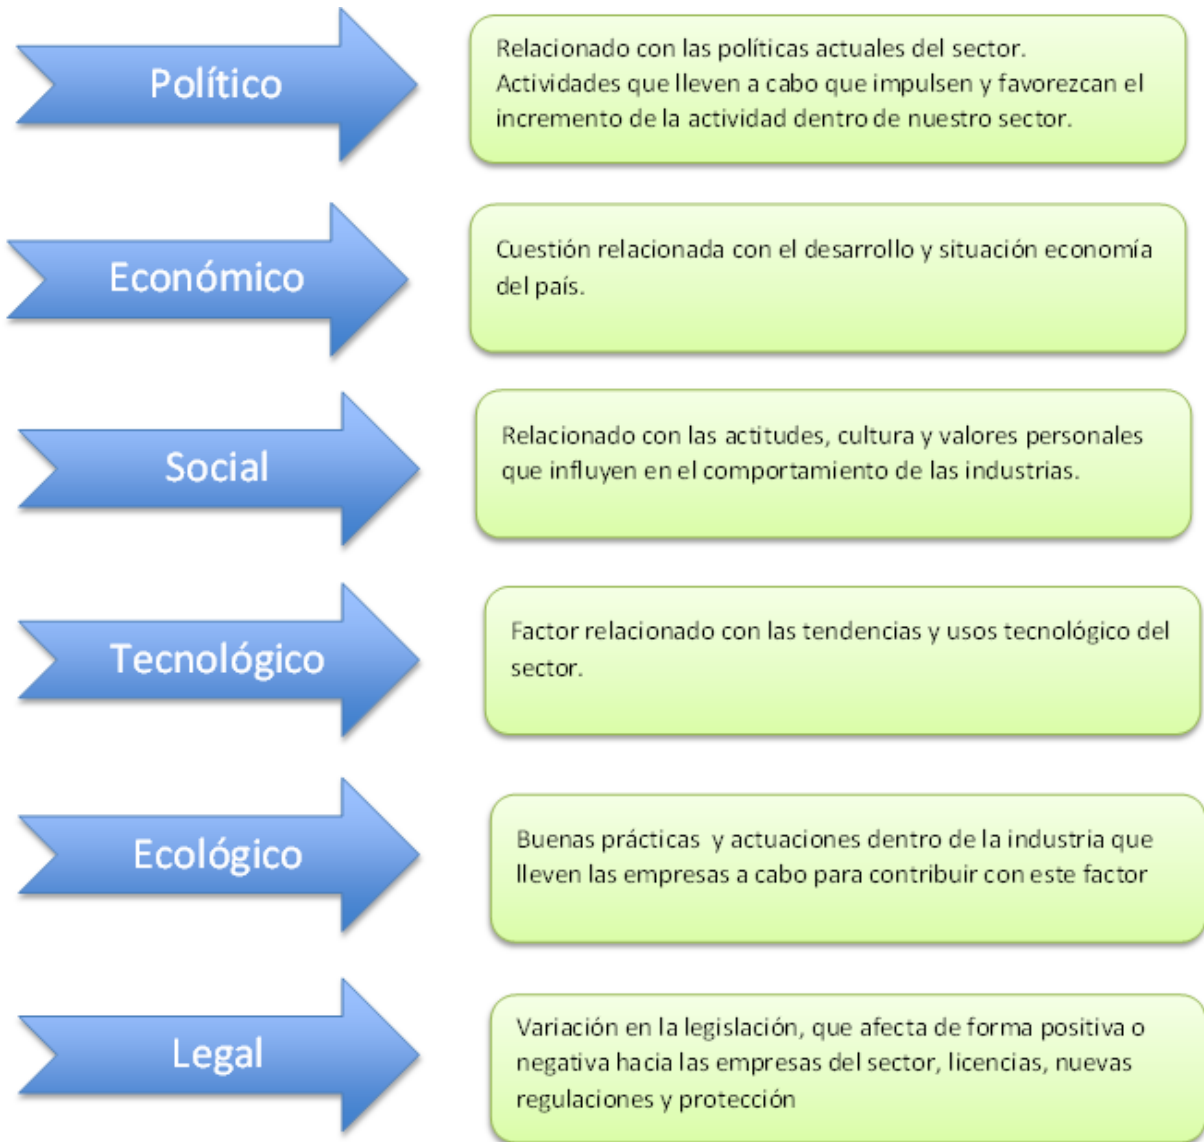 Político
Relacionado con las políticas actuales del sector.
Actividades que lleven a cabo que impulsen y favorezcan el
incremento de la actividad dentro de nuestro sector.
Económico
Cuestión relacionada con el desarrollo y situación economía
del país.
Social
Relacionado con las actitudes, cultura y valores personales
que influyen en el comportamiento de las industrias.
Tecnológico
Factor relacionado con las tendencias y usos tecnológico del
sector.
Ecológico
Buenas prácticas y actuaciones dentro de la industria que
lleven las empresas a cabo para contribuir con este factor
Legal
Variación en la legislación, que afecta de forma positiva o
negativa hacia las empresas del sector, licencias, nuevas
regulaciones y protección